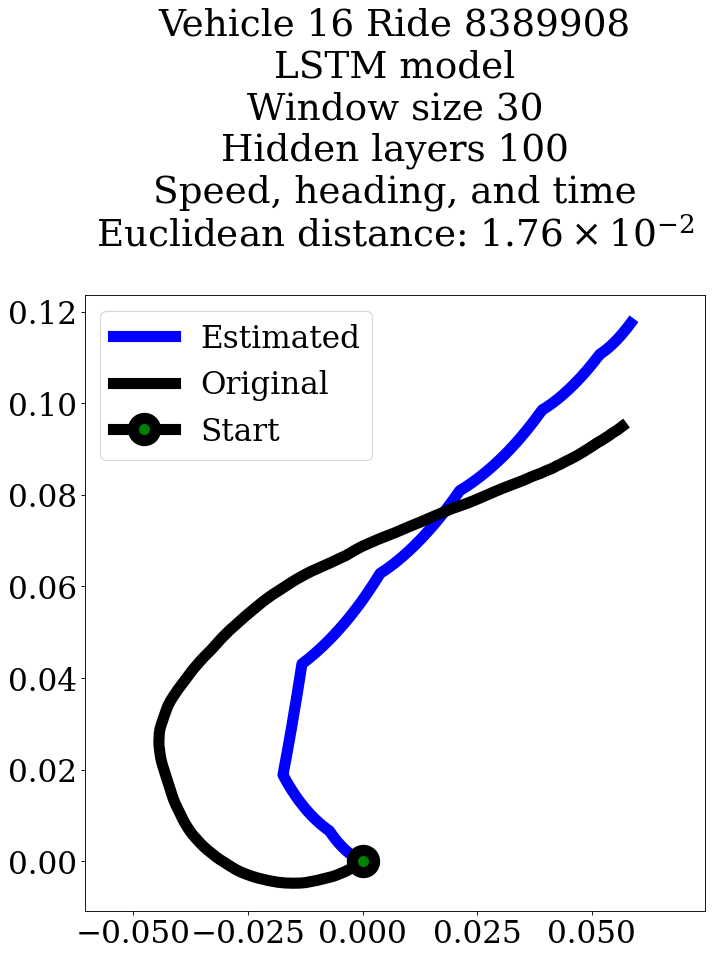 Vehicle 16 Ride 8389908
LSTM model
Window size 30
Hidden layers 100
Speed, heading, and time
Euclidean distance: 1.76 × 10⁻²
0.12
0.10
0.08
0.06
0.04
0.02
0.00
Estimated
Original
Start
−0.050 −0.025 0.000 0.025 0.050